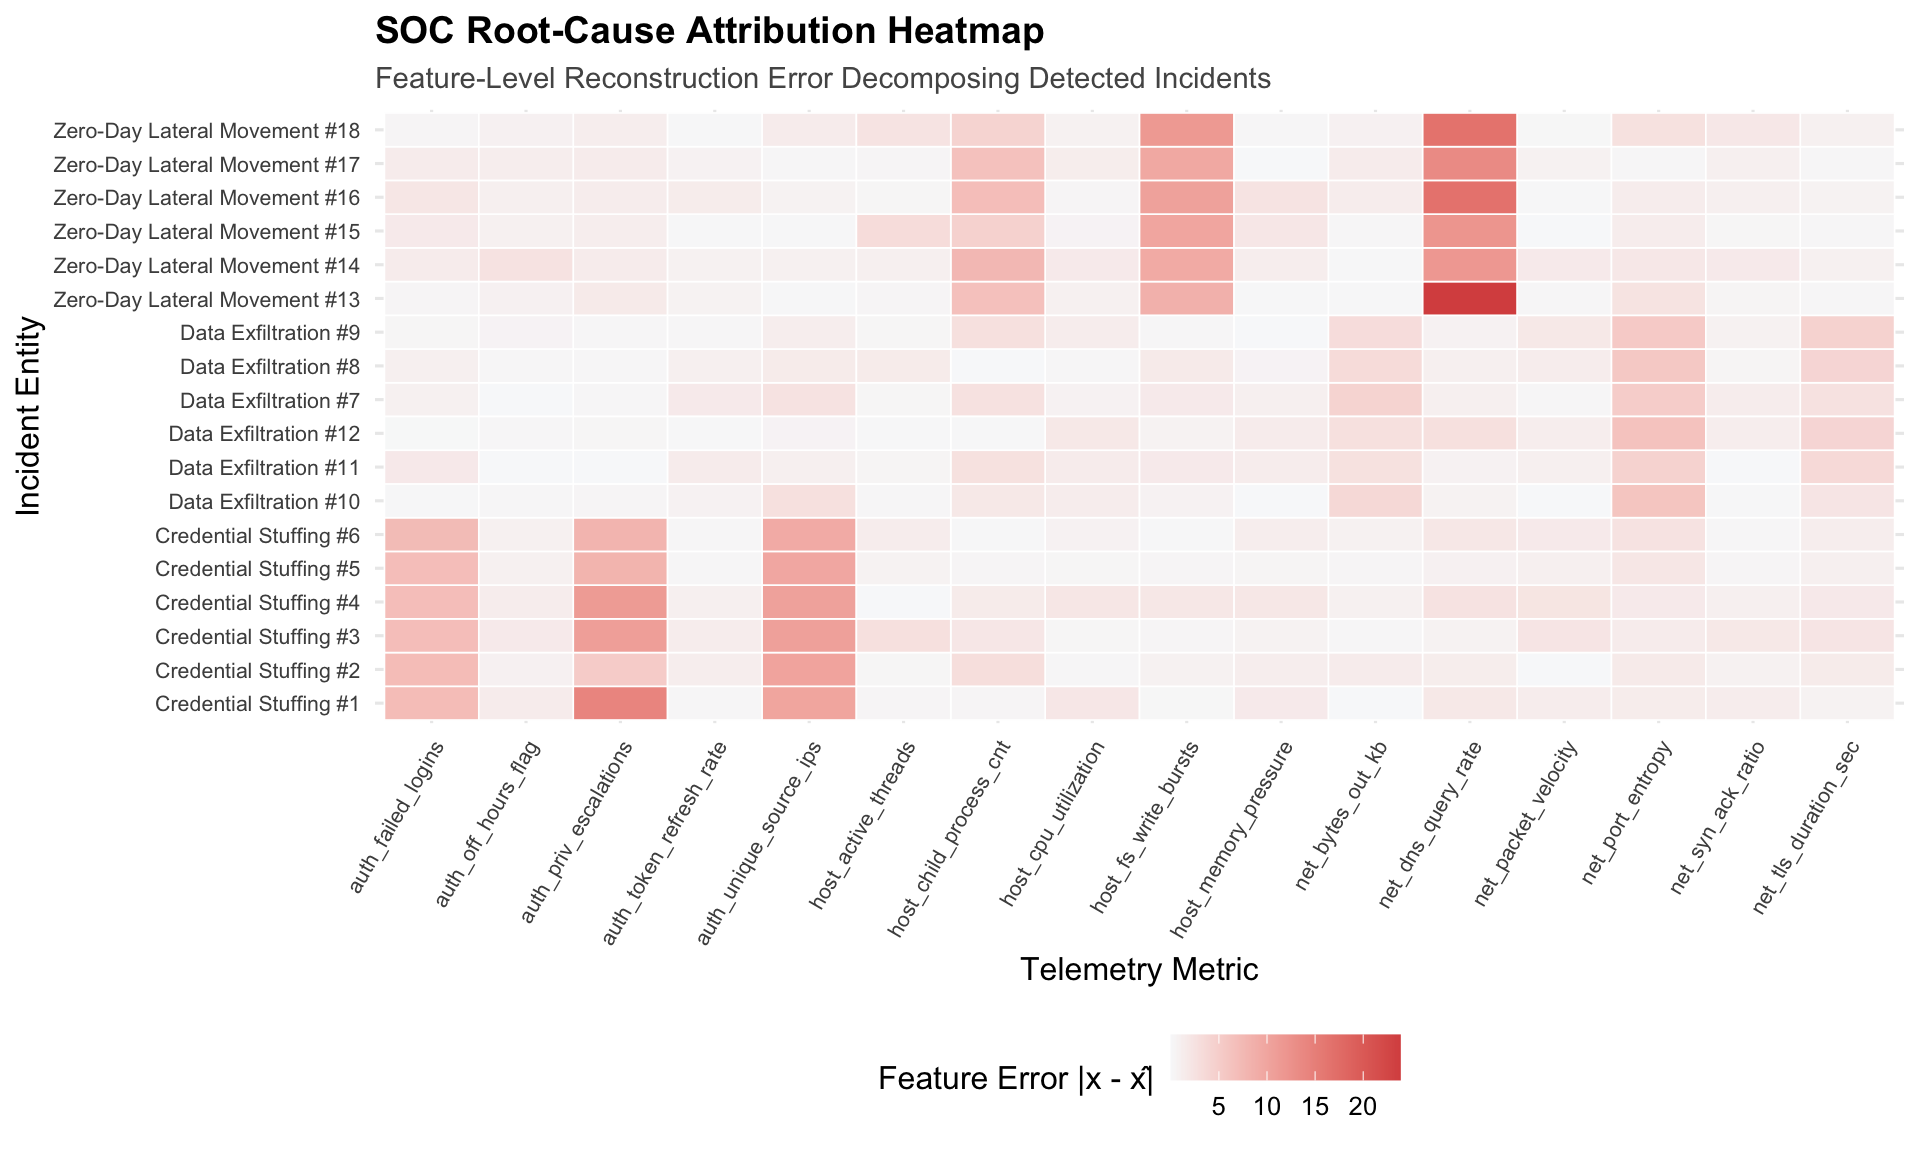 SOC Root-Cause Attribution Heatmap
Feature-Level Reconstruction Error Decomposing Detected Incidents
Incident Entity
Zero-Day Lateral Movement #18
Zero-Day Lateral Movement #17
Zero-Day Lateral Movement #16
Zero-Day Lateral Movement #15
Zero-Day Lateral Movement #14
Zero-Day Lateral Movement #13
Data Exfiltration #9
Data Exfiltration #8
Data Exfiltration #7
Data Exfiltration #12
Data Exfiltration #11
Data Exfiltration #10
Credential Stuffing #6
Credential Stuffing #5
Credential Stuffing #4
Credential Stuffing #3
Credential Stuffing #2
Credential Stuffing #1
auth_failed_logins
auth_off_hours_flag
auth_priv_escalations
auth_token_refresh_rate
auth_unique_source_ips
host_active_threads
host_child_process_cnt
host_cpu_utilization
host_fs_write_bursts
host_memory_pressure
net_bytes_out_kb
net_dns_query_rate
net_packet_velocity
net_port_entropy
net_syn_ack_ratio
net_tls_duration_sec
Telemetry Metric
Feature Error |x - x̂|
5 10 15 20